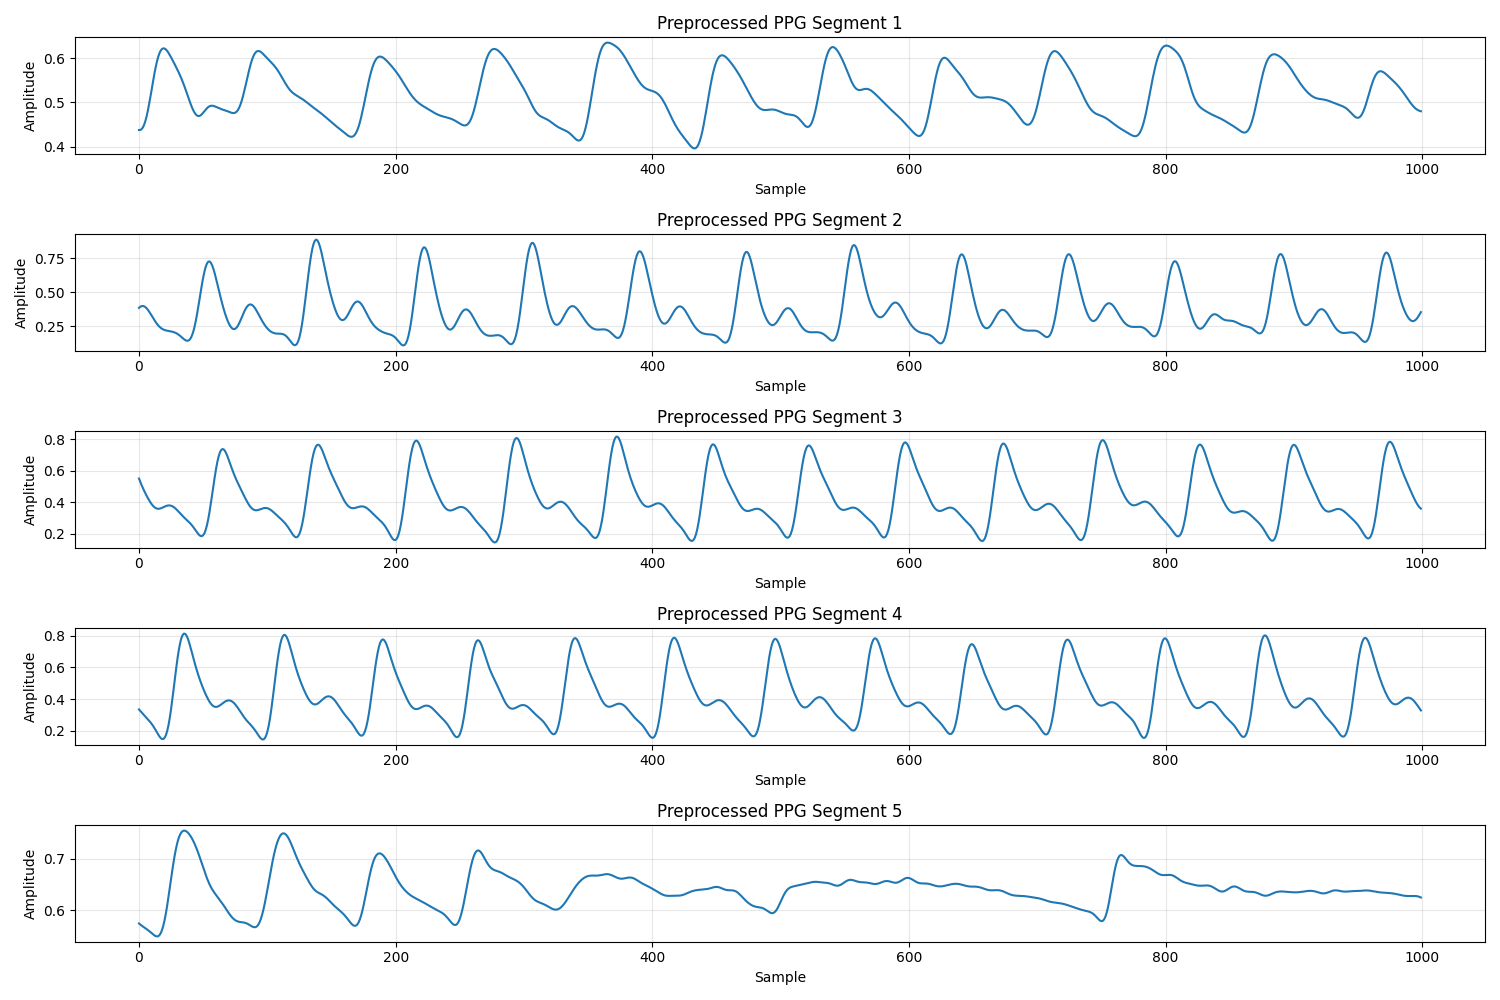 Preprocessed PPG Segment 1
0.6
0.5
0.4
Amplitude
0 200 400 600 800 1000
Sample
Preprocessed PPG Segment 2
0.75
0.50
0.25
Amplitude
0 200 400 600 800 1000
Sample
Preprocessed PPG Segment 3
0.8
0.6
0.4
0.2
Amplitude
0 200 400 600 800 1000
Sample
Preprocessed PPG Segment 4
0.8
0.6
0.4
0.2
Amplitude
0 200 400 600 800 1000
Sample
Preprocessed PPG Segment 5
0.7
0.6
Amplitude
0 200 400 600 800 1000
Sample